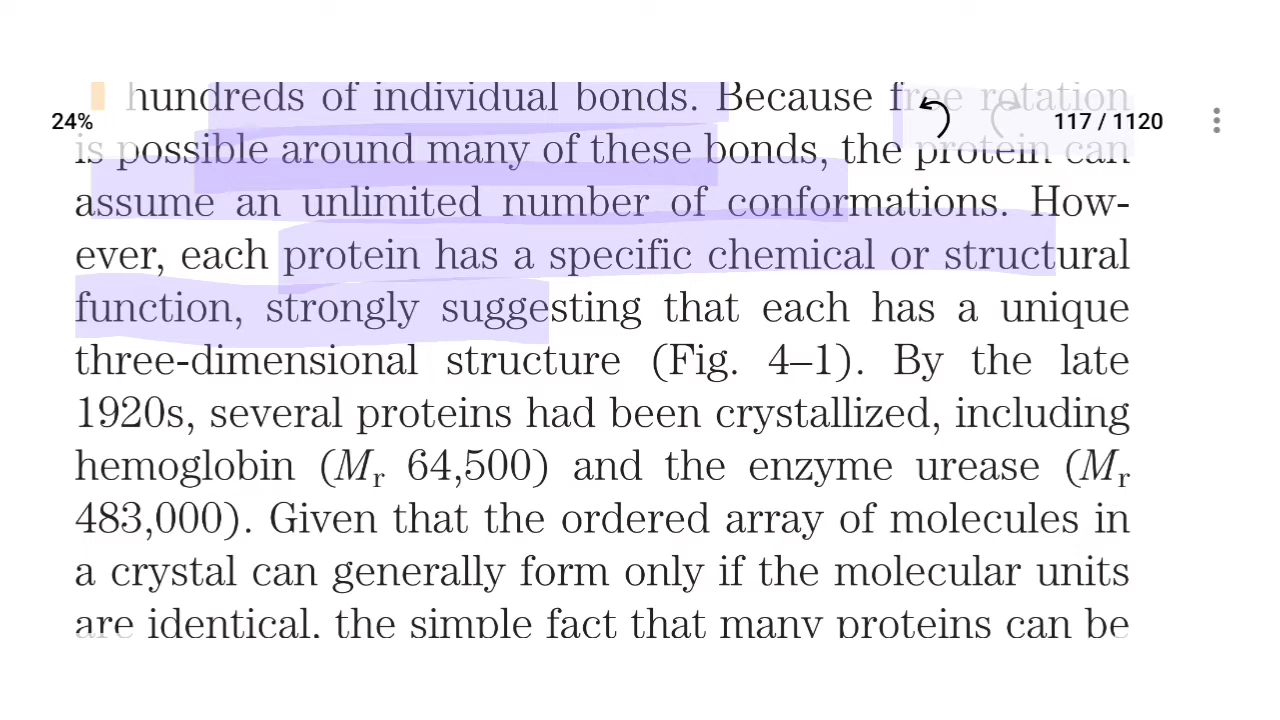 hundreds of individual bonds. Because free rotation
24%
117 / 1120
is possible around many of these bonds, the protein can
assume an unlimited number of conformations. How-
ever, each protein has a specific chemical or structural
function, strongly suggesting that each has a unique
three-dimensional structure (Fig. 4–1). By the late
1920s, several proteins had been crystallized, including
hemoglobin (Mr 64,500) and the enzyme urease (Mr
483,000). Given that the ordered array of molecules in
a crystal can generally form only if the molecular units
are identical, the simple fact that many proteins can be